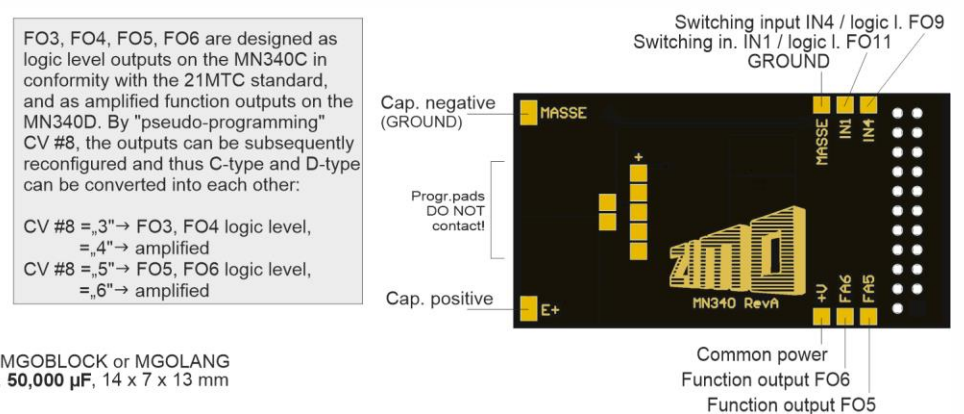 FO3, FO4, FO5, FO6 are designed as
logic level outputs on the MN340C in
conformity with the 21MTC standard,
and as amplified function outputs on the
MN340D. By "pseudo-programming"
CV #8, the outputs can be subsequently
reconfigured and thus C-type and D-type
can be converted into each other:
CV #8 =„3"→ FO3, FO4 logic level,
=„4"→ amplified
CV #8 =„5"→ FO5, FO6 logic level,
=„6"→ amplified
MGOBLOCK or MGOLANG
50,000 µF, 14 x 7 x 13 mm
Switching input IN4 / logic l. FO9
Switching in. IN1 / logic l. FO11
GROUND
Cap. negative
(GROUND)
MASSE
MASSE
IN1
IN4
+
Progr.pads
DO NOT
contact!
ZIMO
MN340 RevA
Cap. positive
E+
+V
FA6
FA5
Common power
Function output FO6
Function output FO5